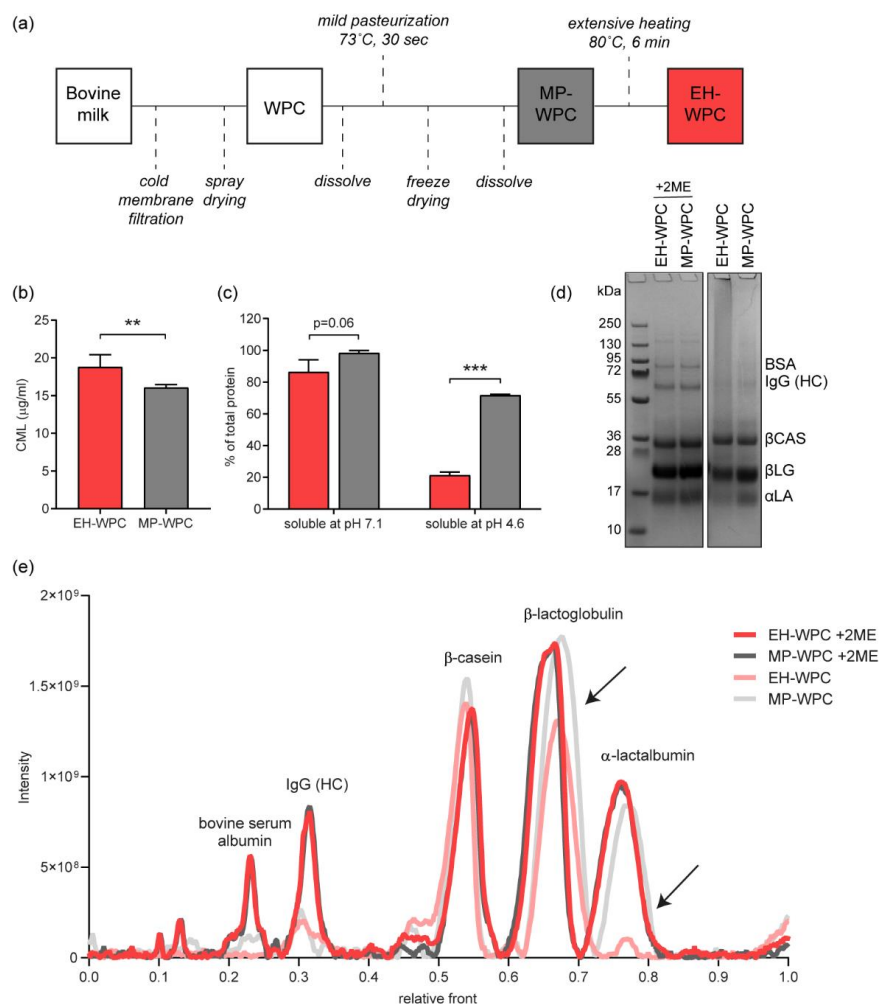 (a)
mild pasteurization
73˚C, 30 sec
extensive heating
80˚C, 6 min
Bovine
milk
WPC
MP-
WPC
EH-
WPC
cold
membrane
filtration
spray
drying
dissolve
freeze
drying
dissolve
(b)
CML (µg/ml)
25
20
15
10
5
0
**
EH-WPC
MP-WPC
(c)
% of total protein
100
80
60
40
20
0
p=0.06
***
soluble at pH 7.1
soluble at pH 4.6
(d)
+2ME
EH-WPC
MP-WPC
EH-WPC
MP-WPC
kDa
250
130
95
72
55
36
28
17
10
BSA
IgG (HC)
βCAS
βLG
αLA
(e)
Intensity
2×10⁹
1.5×10⁹
1×10⁹
5×10⁸
0
bovine serum
albumin
IgG (HC)
β-casein
β-lactoglobulin
α-lactalbumin
EH-WPC +2ME
MP-WPC +2ME
EH-WPC
MP-WPC
0.0 0.1 0.2 0.3 0.4 0.5 0.6 0.7 0.8 0.9 1.0
relative front